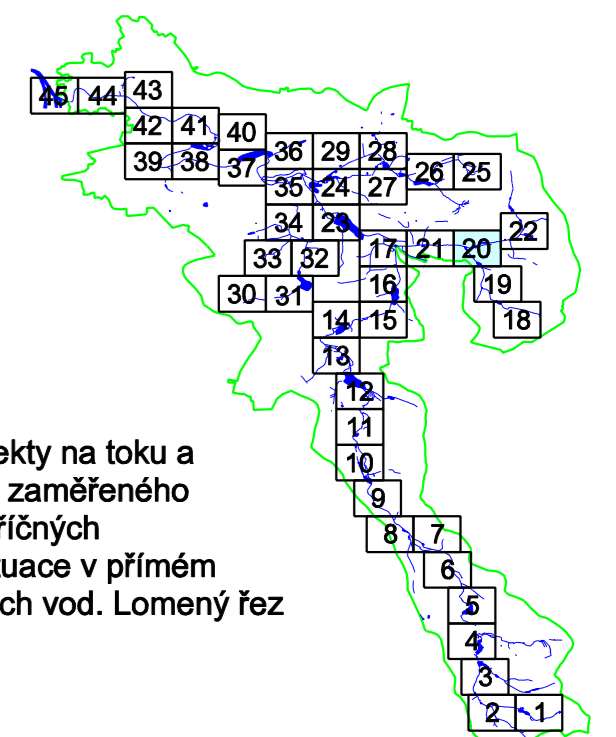 43
45 44
42 41 40
39 38 37 36 29 28
26 25
35 24 27
34 23
22
33 32 17 21 20
30 31 16 19
14 15 18
13
12
11
10
ekty na toku a
zaměřeného
9
říčných
8 7
tuace v přímém
6
ch vod. Lomený řez
5
4
3
2 1